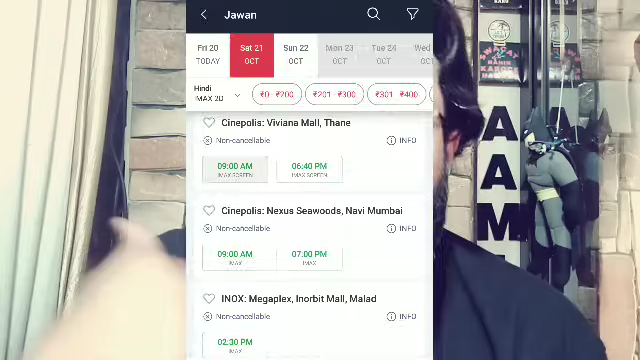 Jawan
Fri 20 Sat 21 Sun 22 Mon 23 Tue 24 Wed
TODAY OCT OCT OCT OCT OCT
Hindi
IMAX 2D
₹0 - ₹200 ₹201 - ₹300 ₹301 - ₹400
Cinepolis: Viviana Mall, Thane
Non-cancellable INFO
09:00 AM 06:40 PM
IMAX SCREEN IMAX SCREEN
Cinepolis: Nexus Seawoods, Navi Mumbai
Non-cancellable INFO
09:00 AM 07:00 PM
IMAX IMAX
INOX: Megaplex, Inorbit Mall, Malad
Non-cancellable INFO
02:30 PM
IMAX
A
A
M